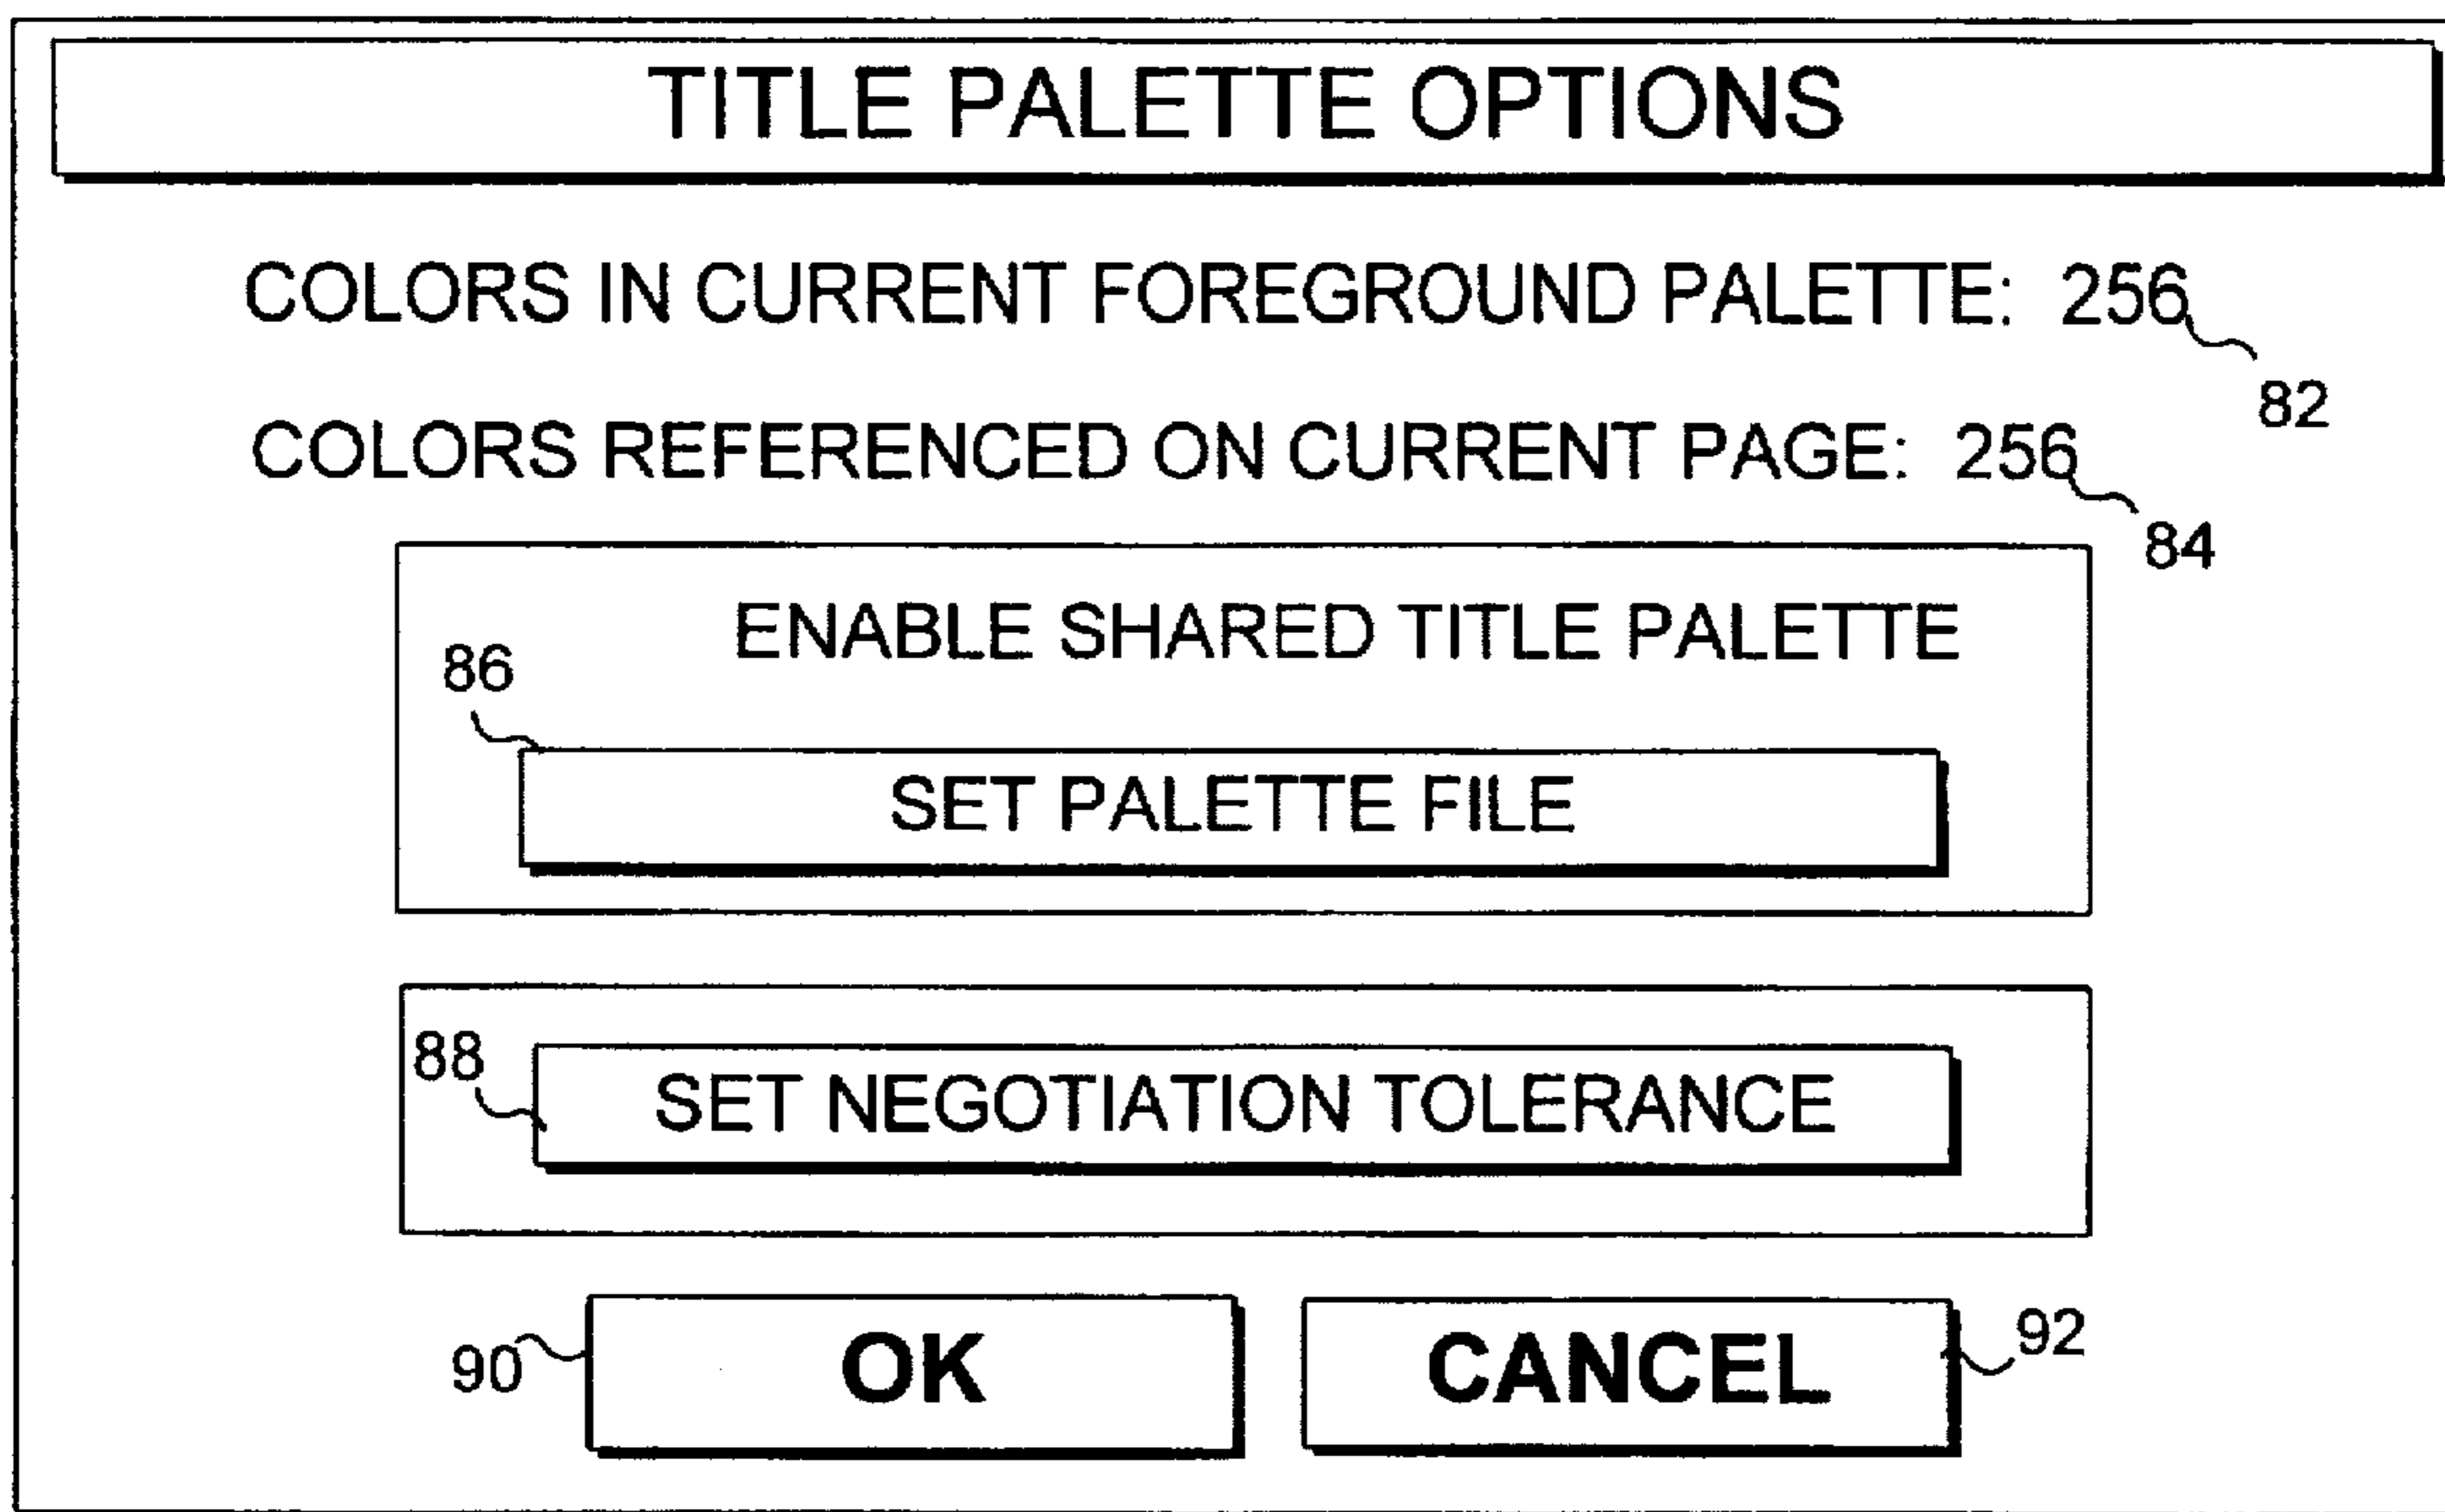 TITLE PALETTE OPTIONS
COLORS IN CURRENT FOREGROUND PALETTE: 256
82
COLORS REFERENCED ON CURRENT PAGE: 256
84
ENABLE SHARED TITLE PALETTE
86
SET PALETTE FILE
88
SET NEGOTIATION TOLERANCE
90
OK
CANCEL
92